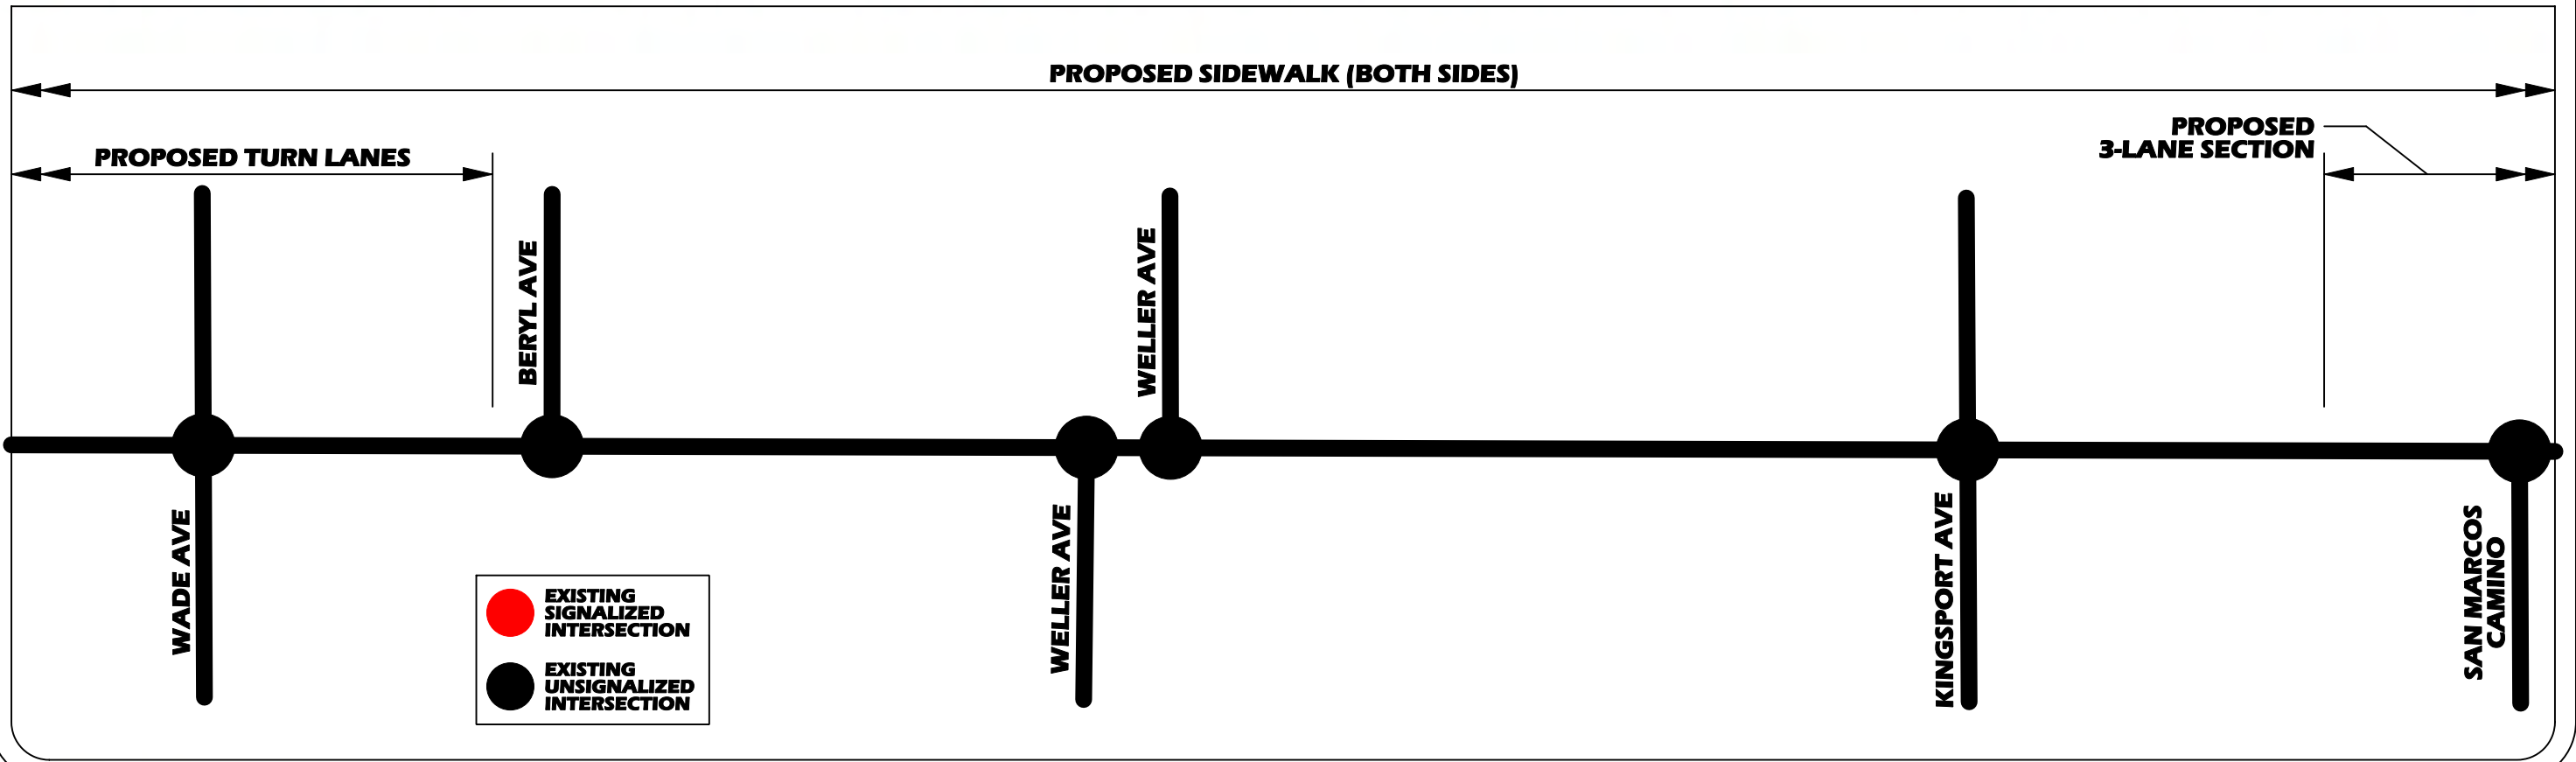 PROPOSED SIDEWALK (BOTH SIDES)
PROPOSED TURN LANES
PROPOSED
3-LANE SECTION
BERYL AVE
WELLER AVE
WADE AVE
WELLER AVE
KINGSPORT AVE
SAN MARCOS
CAMINO
EXISTING
SIGNALIZED
INTERSECTION
EXISTING
UNSIGNALIZED
INTERSECTION